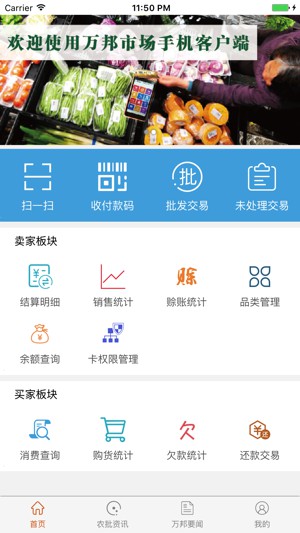 Carrier 11:50 PM
欢迎使用万邦市场手机客户端
批
扫一扫 收付款码 批发交易 未处理交易
卖家板块
赊
结算明细 销售统计 赊账统计 品类管理
余额查询 卡权限管理
买家板块
欠
消费查询 购货统计 欠款统计 还款交易
首页 农批资讯 万邦要闻 我的